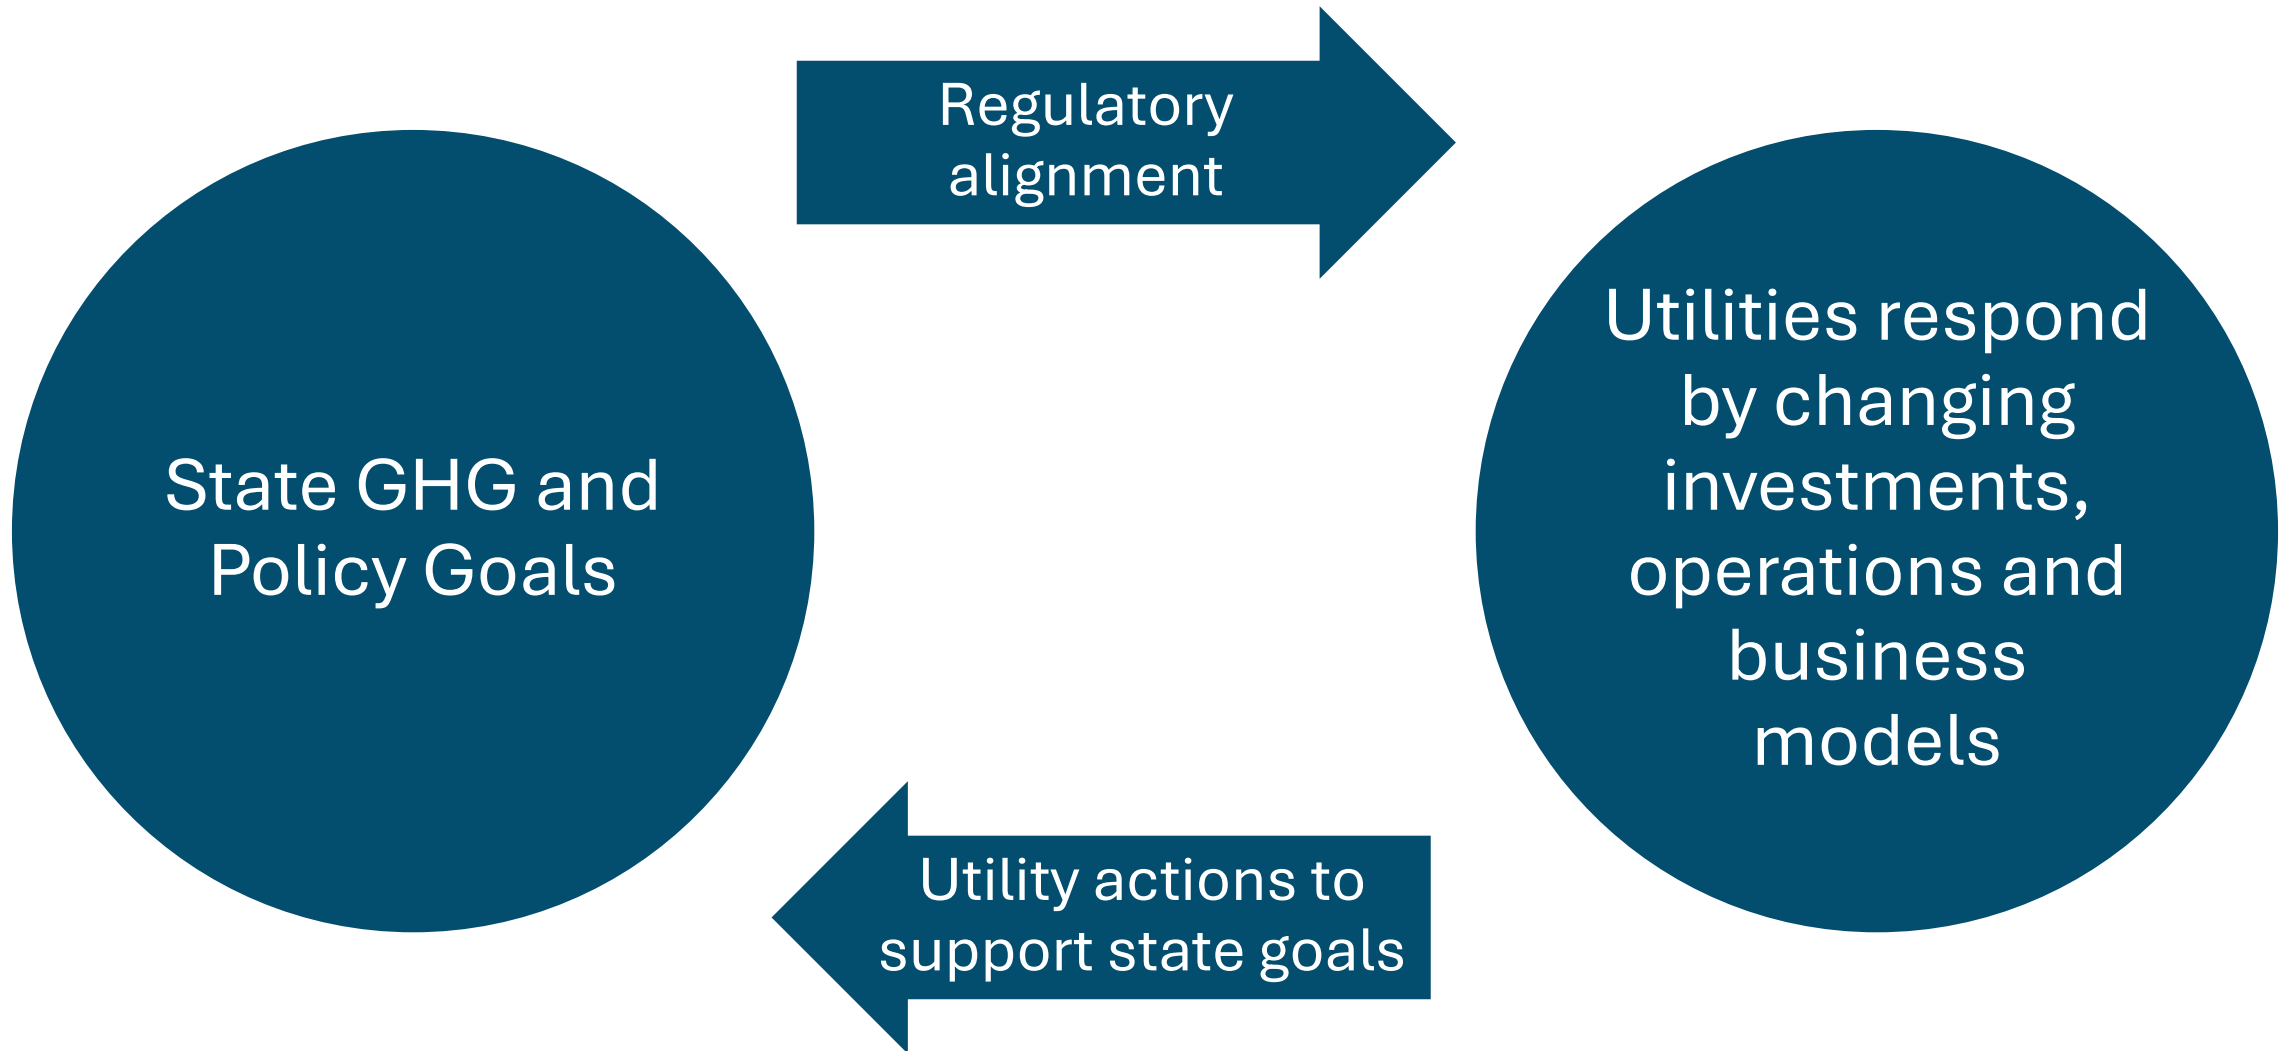 Regulatory
alignment
State GHG and
Policy Goals
Utilities respond
by changing
investments,
operations and
business
models
Utility actions to
support state goals